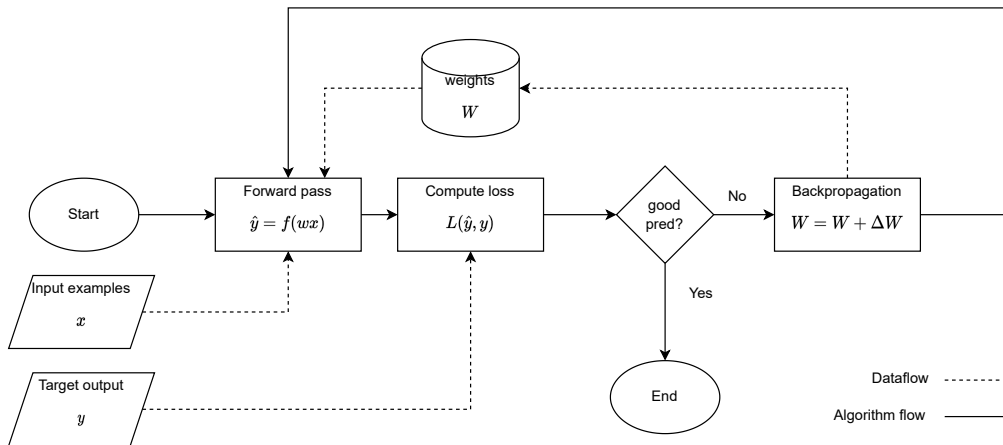 weights
W
Start
Forward pass
ŷ = f(wx)
Compute loss
L(ŷ, y)
good
pred?
No
Backpropagation
W = W + ΔW
Input examples
x
Yes
Target output
y
End
Dataflow
Algorithm flow